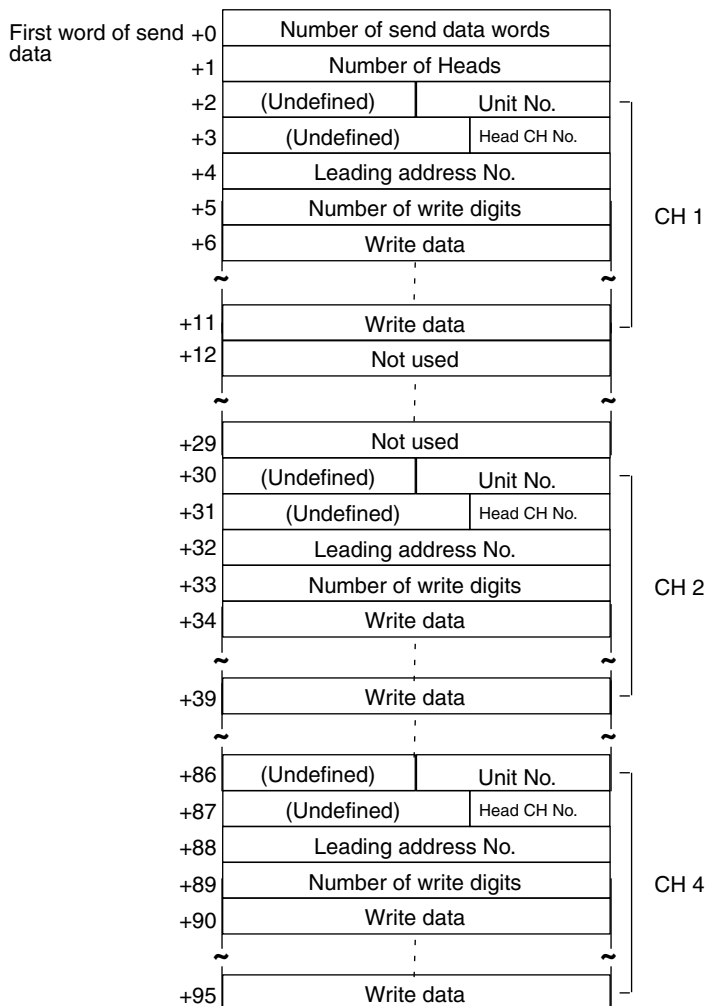 First word of send data
+0 Number of send data words
+1 Number of Heads
+2 (Undefined) Unit No.
+3 (Undefined) Head CH No.
+4 Leading address No.
+5 Number of write digits
+6 Write data
~ ~
+11 Write data
CH 1
+12 Not used
~ ~
+29 Not used
+30 (Undefined) Unit No.
+31 (Undefined) Head CH No.
+32 Leading address No.
+33 Number of write digits
+34 Write data
~ ~
+39 Write data
CH 2
~ ~
+86 (Undefined) Unit No.
+87 (Undefined) Head CH No.
+88 Leading address No.
+89 Number of write digits
+90 Write data
~ ~
+95 Write data
CH 4